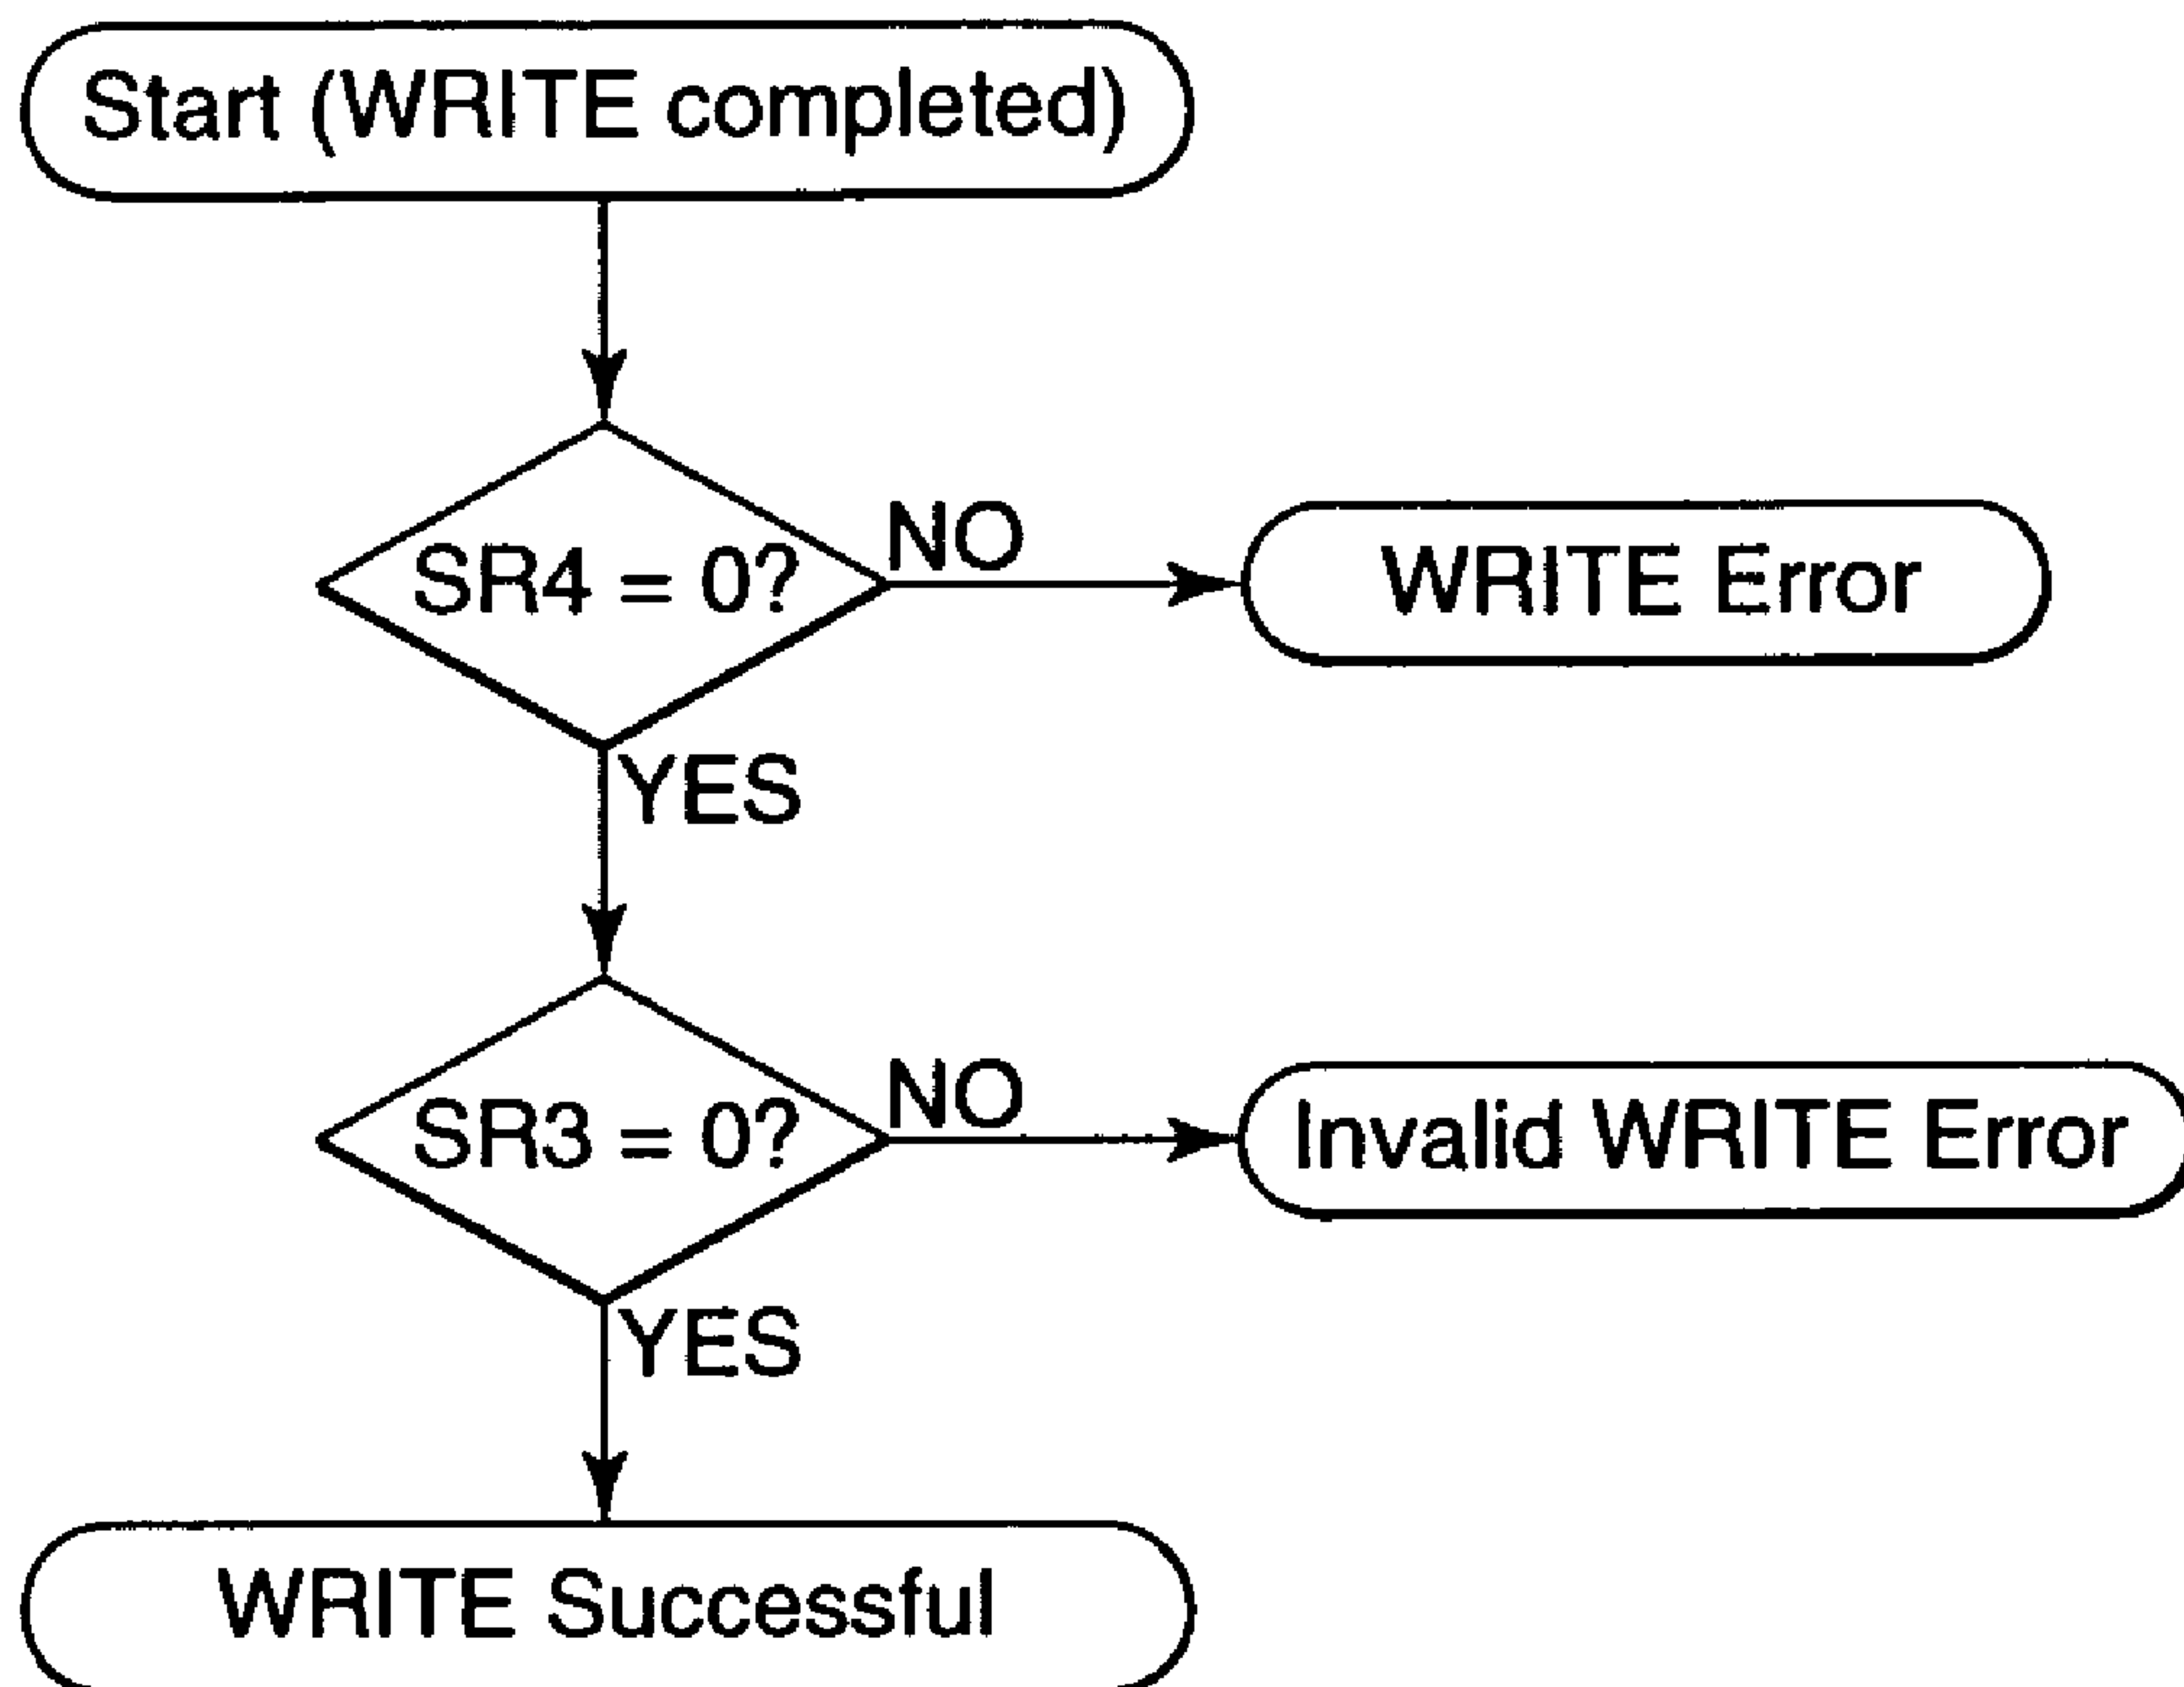 Start (WRITE completed)
SR4 = 0?
NO
WRITE Error
YES
SR3 = 0?
NO
Invalid WRITE Error
YES
WRITE Successful